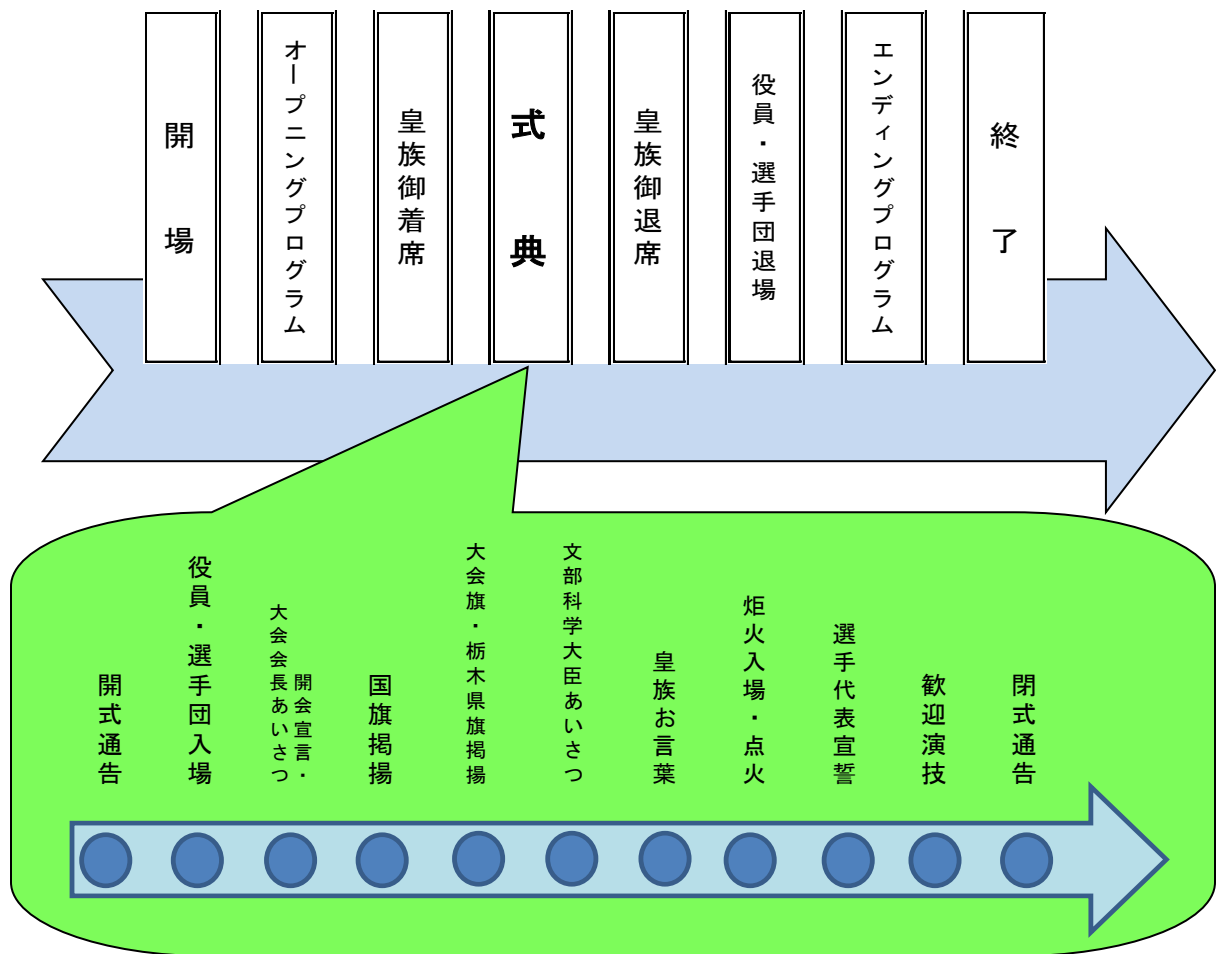 開場
オープニングプログラム
皇族御着席
式典
皇族御退席
役員・選手団退場
エンディングプログラム
終了
開式通告
役員・選手団入場
開会宣言・
大会会長あいさつ
国旗掲揚
大会旗・栃木県旗掲揚
文部科学大臣あいさつ
皇族お言葉
炬火入場・点火
選手代表宣誓
歓迎演技
閉式通告